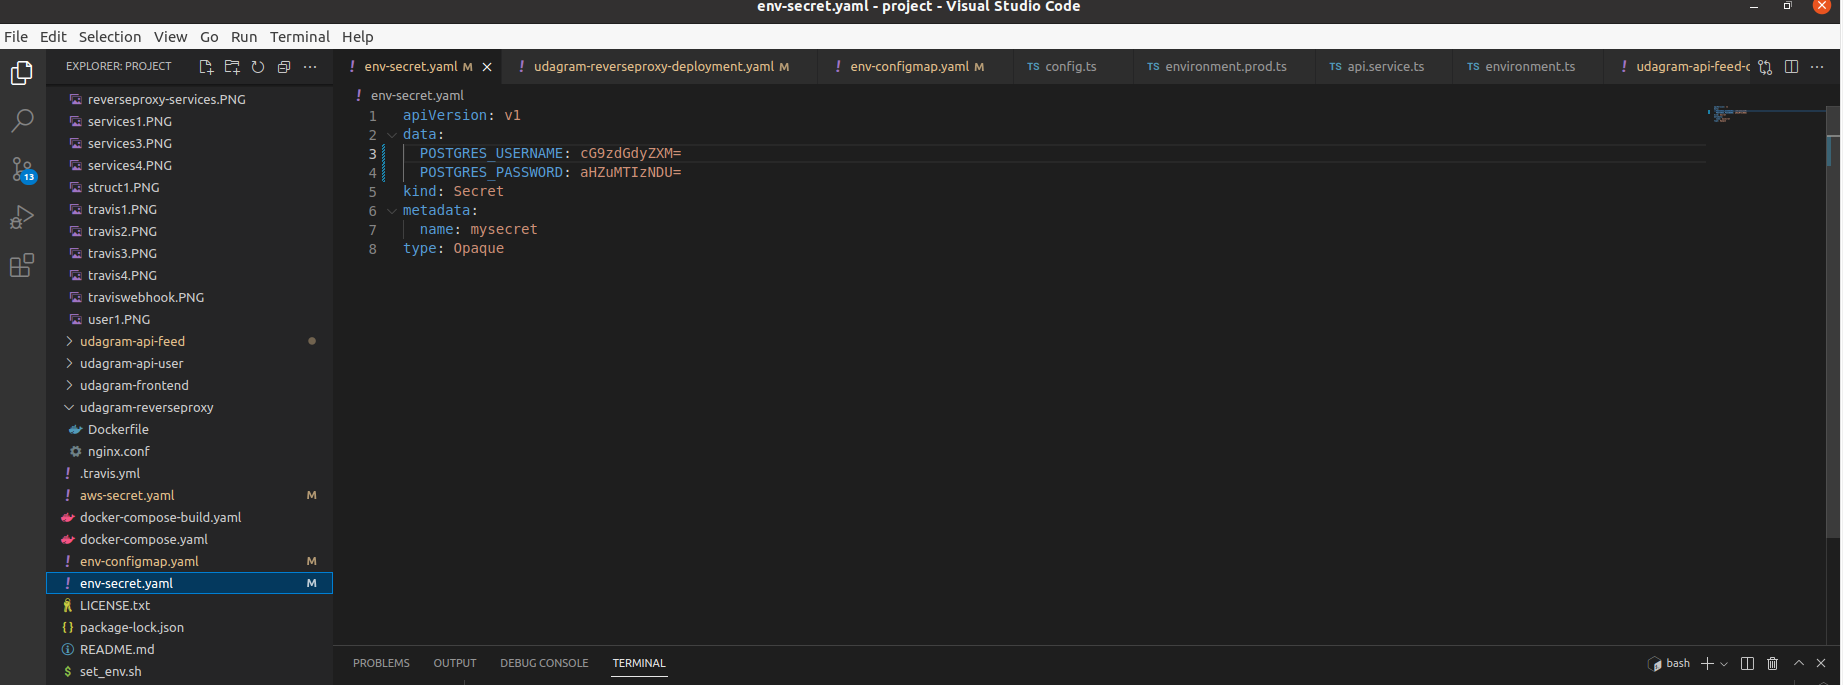 env-secret.yaml - project - Visual Studio Code
File Edit Selection View Go Run Terminal Help
EXPLORER: PROJECT
reverseproxy-services.PNG
services1.PNG
services3.PNG
services4.PNG
struct1.PNG
travis1.PNG
travis2.PNG
travis3.PNG
travis4.PNG
traviswebhook.PNG
user1.PNG
udagram-api-feed
udagram-api-user
udagram-frontend
udagram-reverseproxy
Dockerfile
nginx.conf
.travis.yml
aws-secret.yaml M
docker-compose-build.yaml
docker-compose.yaml
env-configmap.yaml M
env-secret.yaml M
LICENSE.txt
package-lock.json
README.md
set_env.sh
13
env-secret.yaml M udagram-reverseproxy-deployment.yaml M env-configmap.yaml M TS config.ts TS environment.prod.ts TS api.service.ts TS environment.ts udagram-api-feed-
env-secret.yaml
1 apiVersion: v1
2 data:
3 POSTGRES_USERNAME: cG9zdGdyZXM=
4 POSTGRES_PASSWORD: aHZuMTIzNDU=
5 kind: Secret
6 metadata:
7 name: mysecret
8 type: Opaque
PROBLEMS OUTPUT DEBUG CONSOLE TERMINAL
bash